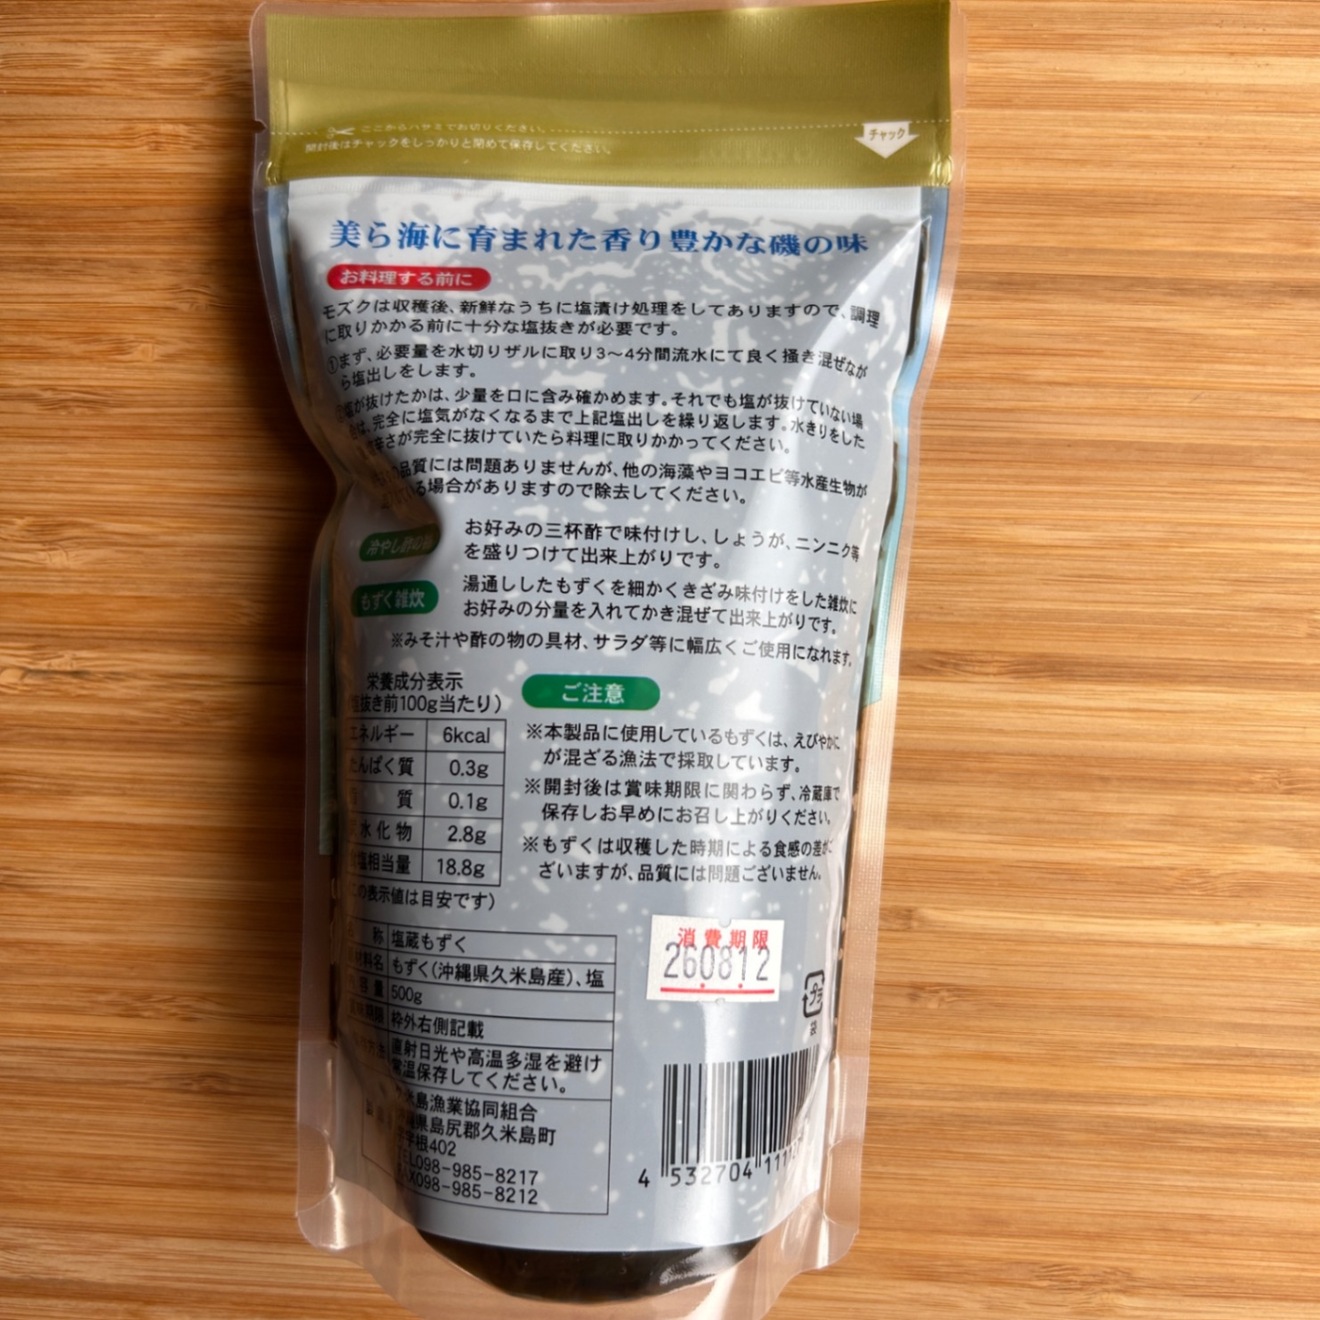 ここからハサミでお切りください。
開封後はチャックをしっかりと閉めて保存してください。
チャック
美ら海に育まれた香り豊かな磯の味
お料理する前に
モズクは収穫後、新鮮なうちに塩漬け処理をしてありますので、調理
に取りかかる前に十分な塩抜きが必要です。
①まず、必要量を水切りザルに取り3〜4分間流水にて良く掻き混ぜなが
ら塩出しをします。
塩が抜けたかは、少量を口に含み確かめます。それでも塩が抜けていない場
合は、完全に塩気がなくなるまで上記塩出しを繰り返します。水きりをした
辛さが完全に抜けていたら料理に取りかかってください。
品質には問題ありませんが、他の海藻やヨコエビ等水産生物が
る場合がありますので除去してください。
冷やし酢の物
お好みの三杯酢で味付けし、しょうが、ニンニク等
を盛りつけて出来上がりです。
もずく雑炊
湯通ししたもずくを細かくきざみ味付けをした雑炊に
お好みの分量を入れてかき混ぜて出来上がりです。
※みそ汁や酢の物の具材、サラダ等に幅広くご使用になれます。
栄養成分表示
塩抜き前100g当たり)
エネルギー 6kcal
たんぱく質 0.3g
質 0.1g
水化物 2.8g
塩相当量 18.8g
この表示値は目安です)
ご注意
※本製品に使用しているもずくは、えびやかに
が混ざる漁法で採取しています。
※開封後は賞味期限に関わらず、冷蔵庫で
保存しお早めにお召し上がりください。
※もずくは収穫した時期による食感の差がご
ざいますが、品質には問題ございません。
称 塩蔵もずく
材料名 もずく(沖縄県久米島産)、塩
容量 500g
期限 枠外右側記載
方法 直射日光や高温多湿を避け
常温保存してください。
米島漁業協同組合
県島尻郡久米島町
字根402
TEL098-985-8217
FAX098-985-8212
消費期限
260812
プラ
袋
4 532704 111